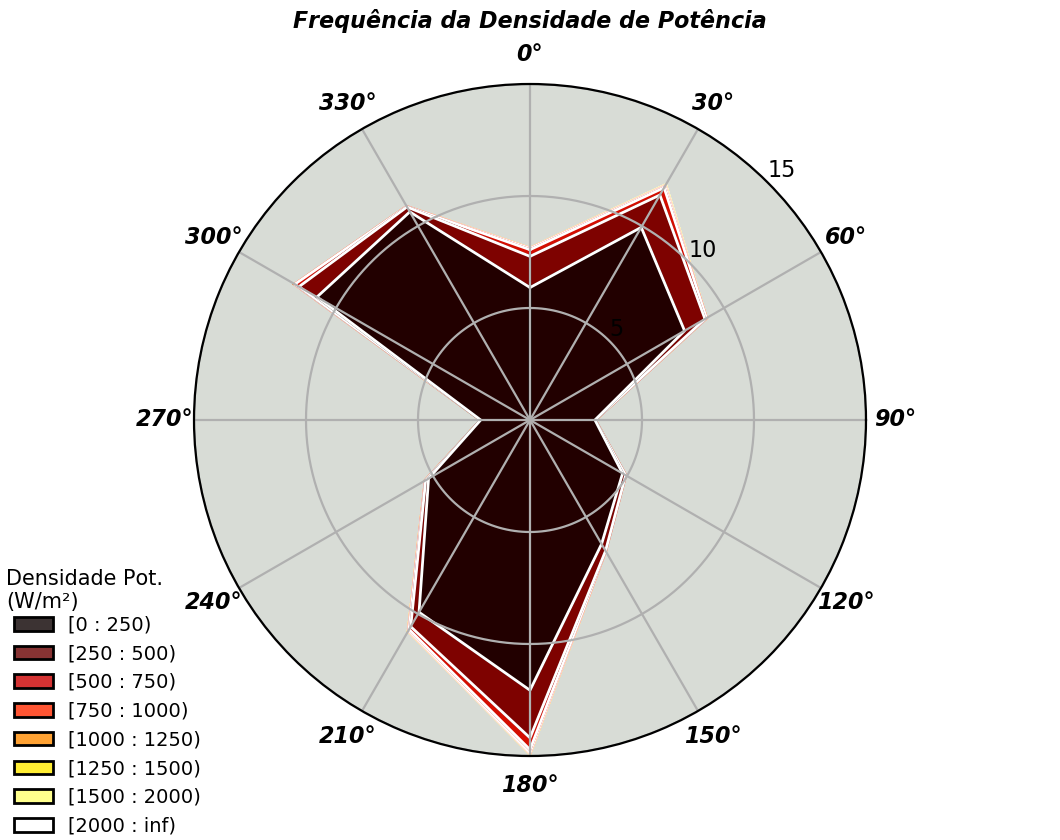 Frequência da Densidade de Potência
0°
330°
30°
15
300°
60°
10
5
270°
90°
240°
120°
210°
150°
180°
Densidade Pot.
(W/m²)
[0 : 250)
[250 : 500)
[500 : 750)
[750 : 1000)
[1000 : 1250)
[1250 : 1500)
[1500 : 2000)
[2000 : inf)